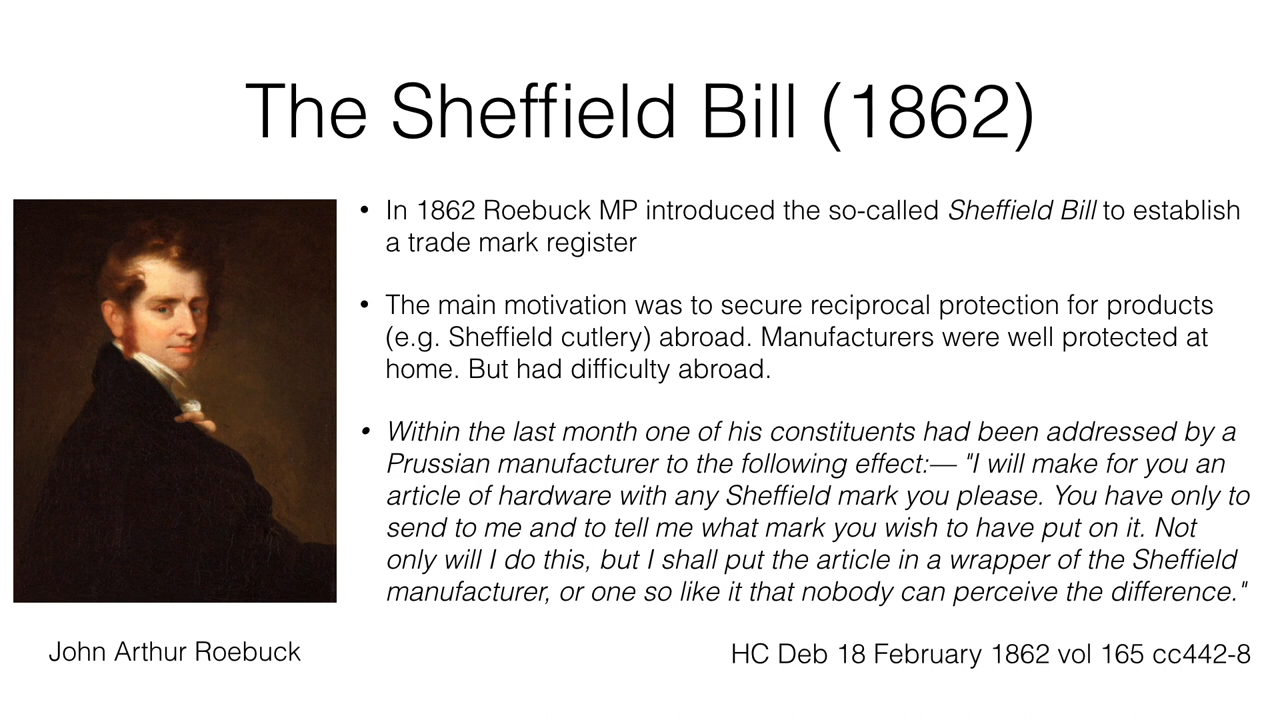 The Sheffield Bill (1862)
• In 1862 Roebuck MP introduced the so-called Sheffield Bill to establish
a trade mark register
• The main motivation was to secure reciprocal protection for products
(e.g. Sheffield cutlery) abroad. Manufacturers were well protected at
home. But had difficulty abroad.
• Within the last month one of his constituents had been addressed by a
Prussian manufacturer to the following effect:— "I will make for you an
article of hardware with any Sheffield mark you please. You have only to
send to me and to tell me what mark you wish to have put on it. Not
only will I do this, but I shall put the article in a wrapper of the Sheffield
manufacturer, or one so like it that nobody can perceive the difference."
John Arthur Roebuck
HC Deb 18 February 1862 vol 165 cc442-8